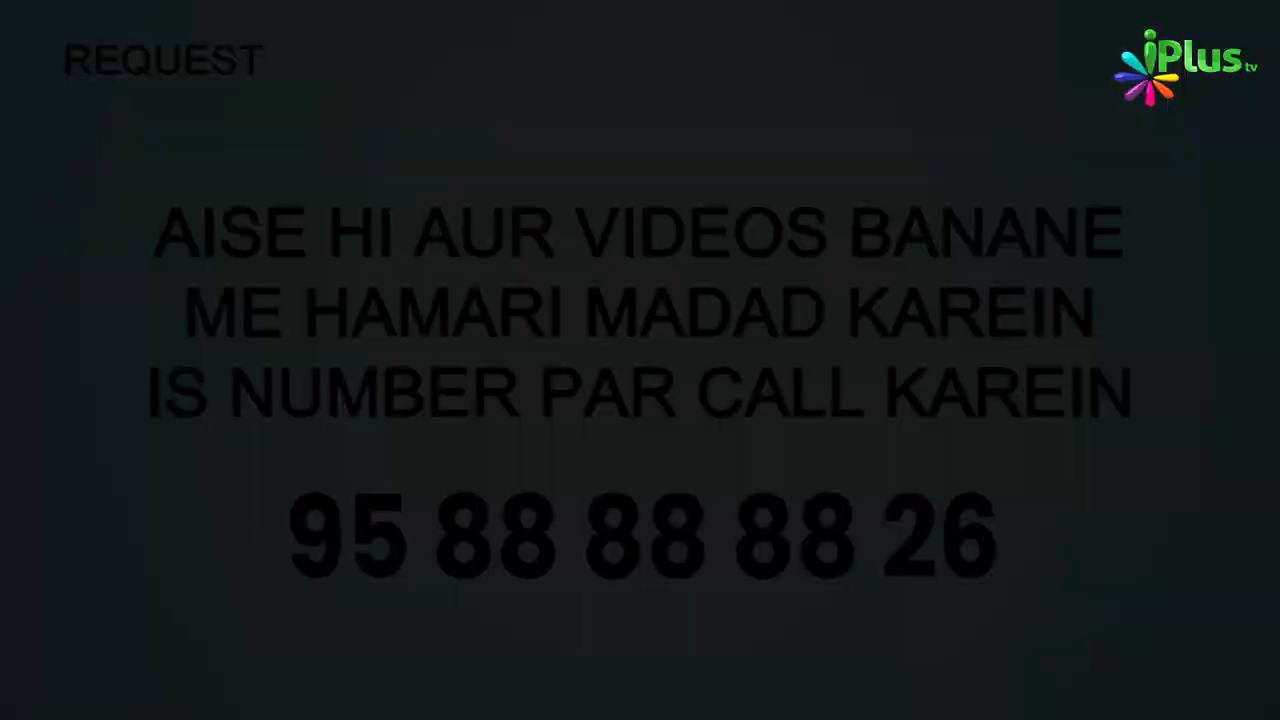 REQUEST
iPlus tv
AISE HI AUR VIDEOS BANANE
ME HAMARI MADAD KAREIN
IS NUMBER PAR CALL KAREIN
95 88 88 88 26